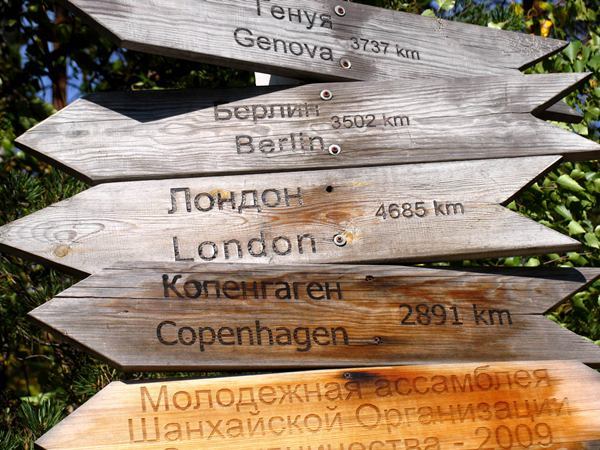 Генуя
Genova 3737 km
Берлин
Berlin 3502 km
Лондон
London 4685 km
Копенгаген
Copenhagen 2891 km
Молодежная ассамблея
Шанхайской Организации
- 2009